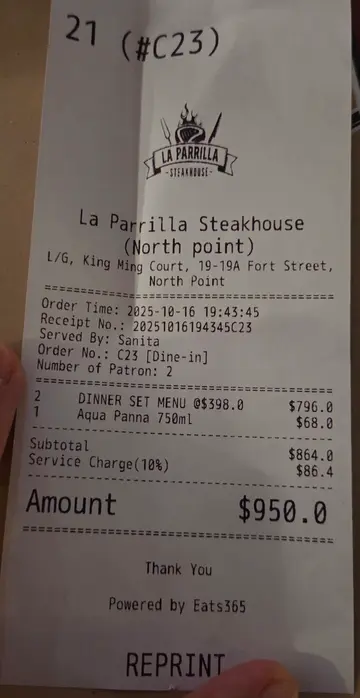 21 (#C23)
LA PARRILLA
-STEAKHOUSE-
La Parrilla Steakhouse
(North point)
L/G, King Ming Court, 19-19A Fort Street,
North Point
Order Time: 2025-10-16 19:43:45
Receipt No.: 20251016194345C23
Served By: Sanita
Order No.: C23 [Dine-in]
Number of Patron: 2
2 DINNER SET MENU @$398.0 $796.0
1 Aqua Panna 750ml $68.0
Subtotal $864.0
Service Charge(10%) $86.4
Amount $950.0
Thank You
Powered by Eats365
REPRINT